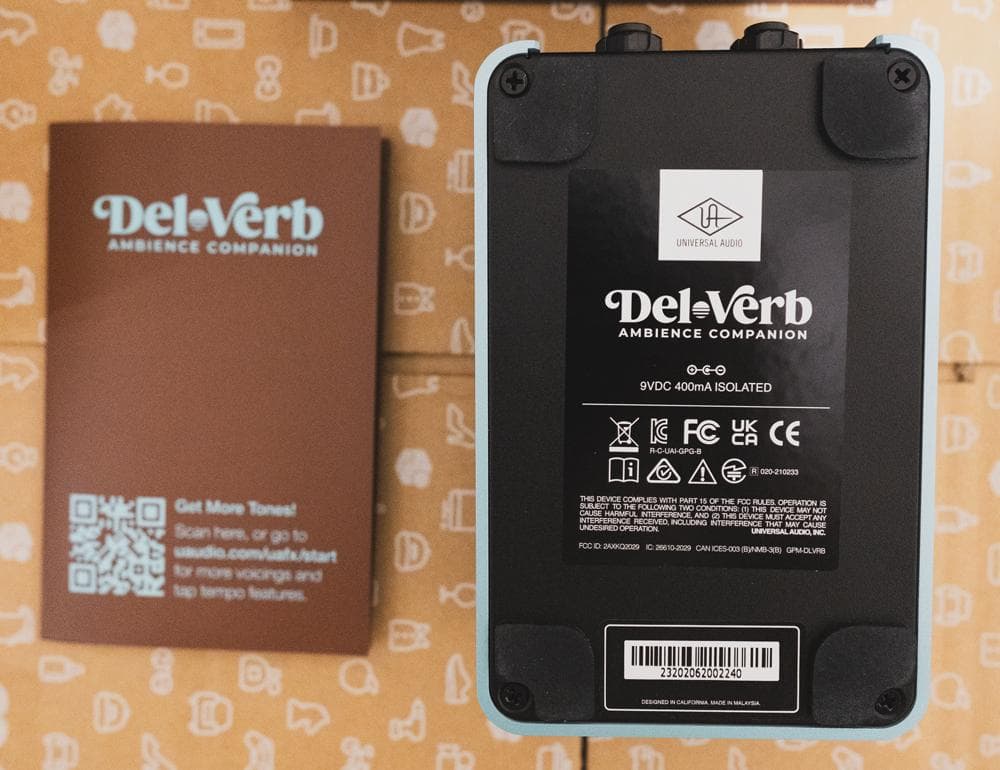 Del•Verb
AMBIENCE COMPANION
Get More Tones!
Scan here, or go to
uaudio.com/uafx/start
for more voicings and
tap tempo features.
UA
UNIVERSAL AUDIO
Del•Verb
AMBIENCE COMPANION
9VDC 400mA ISOLATED
FC UK CA CE
R-C-UAI-GPG-B
R 020-210233
THIS DEVICE COMPLIES WITH PART 15 OF THE FCC RULES. OPERATION IS
SUBJECT TO THE FOLLOWING TWO CONDITIONS: (1) THIS DEVICE MAY NOT
CAUSE HARMFUL INTERFERENCE, AND (2) THIS DEVICE MUST ACCEPT ANY
INTERFERENCE RECEIVED, INCLUDING INTERFERENCE THAT MAY CAUSE
UNDESIRED OPERATION. UNIVERSAL AUDIO, INC.
FCC ID: 2AXKQ2029 IC: 26610-2029 CAN ICES-003 (B)/NMB-3(B) GPM-DLVRB
23202062002240
DESIGNED IN CALIFORNIA. MADE IN MALAYSIA.